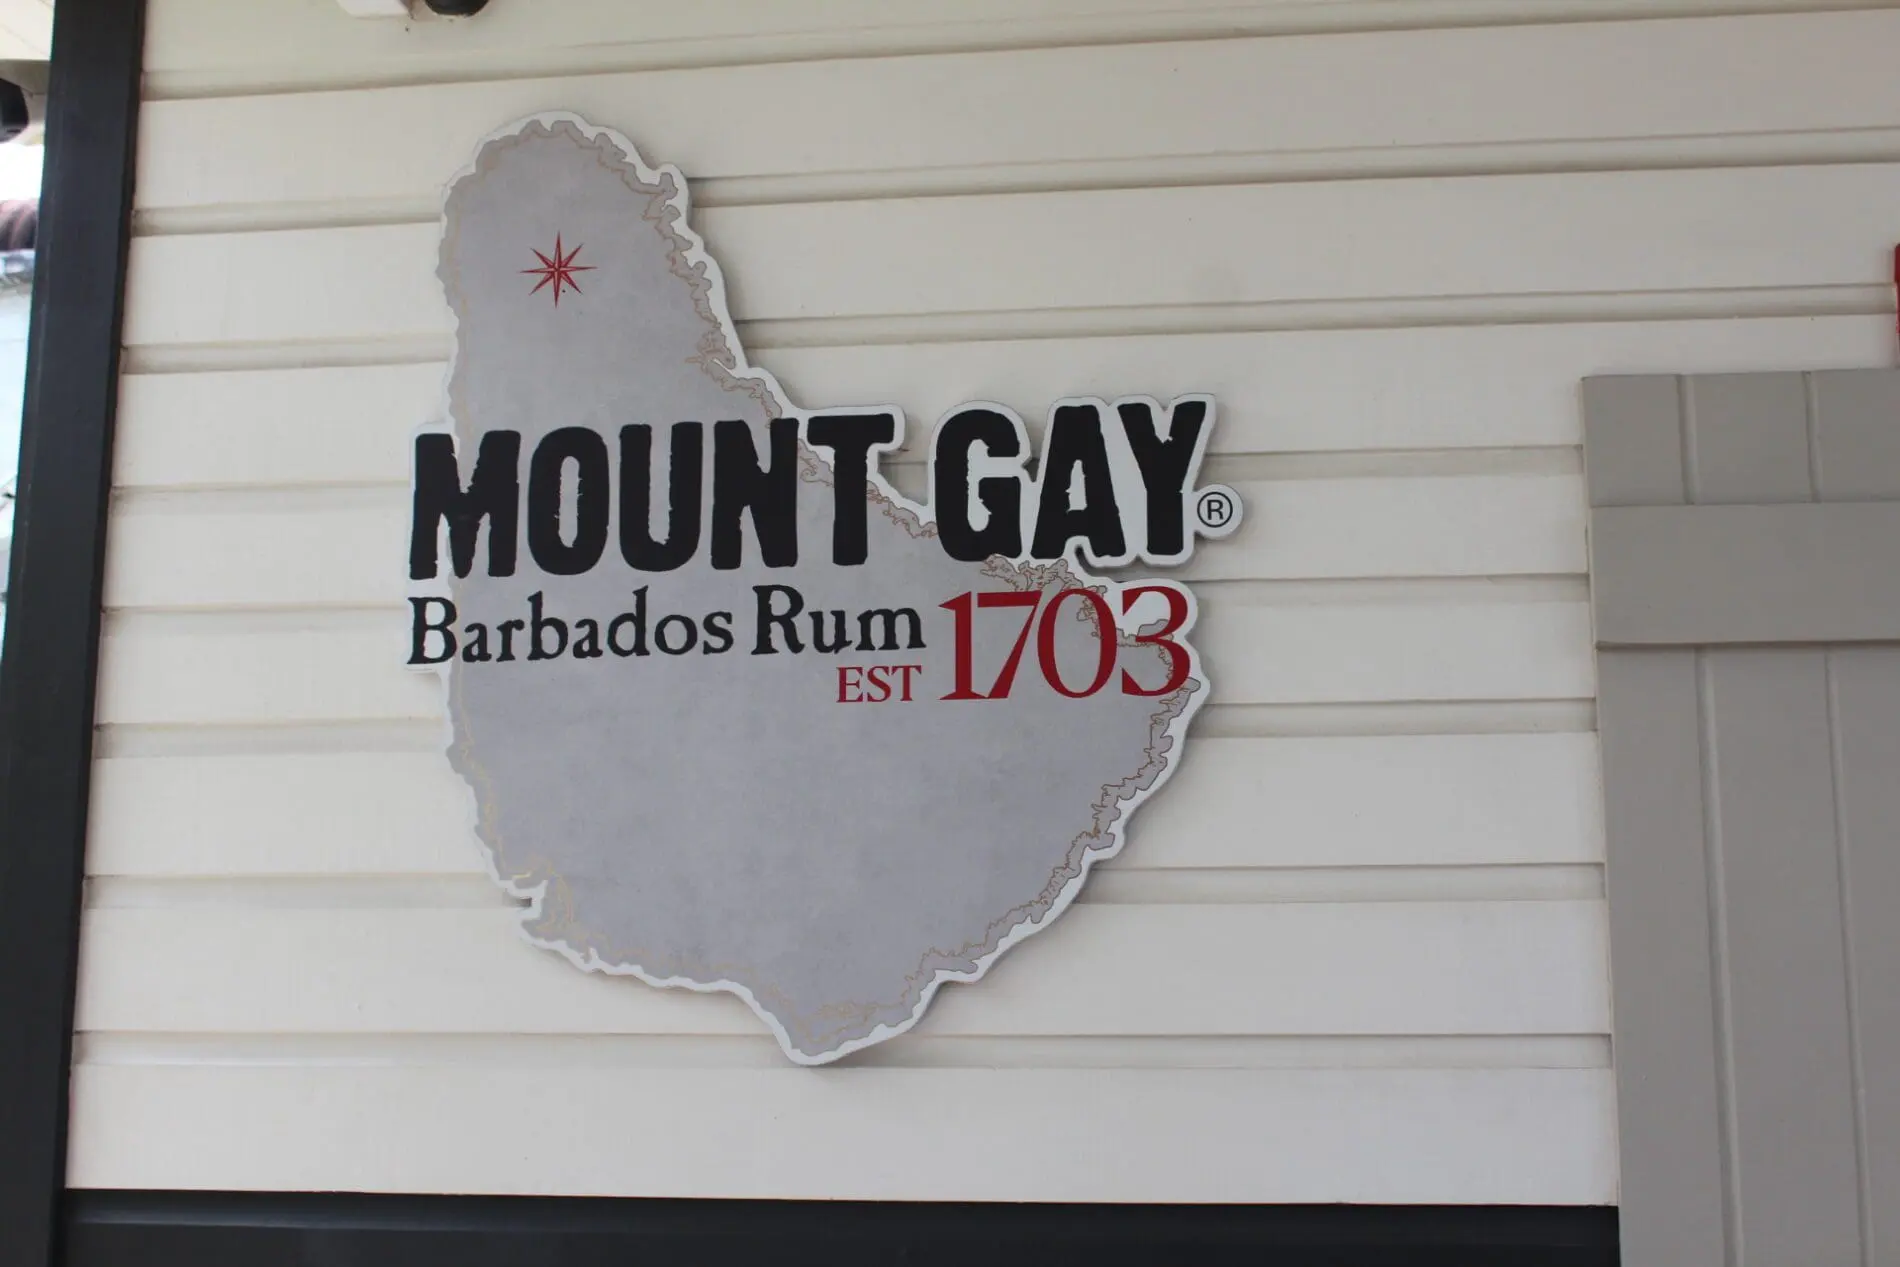 MOUNT GAY®
Barbados Rum
EST 1703